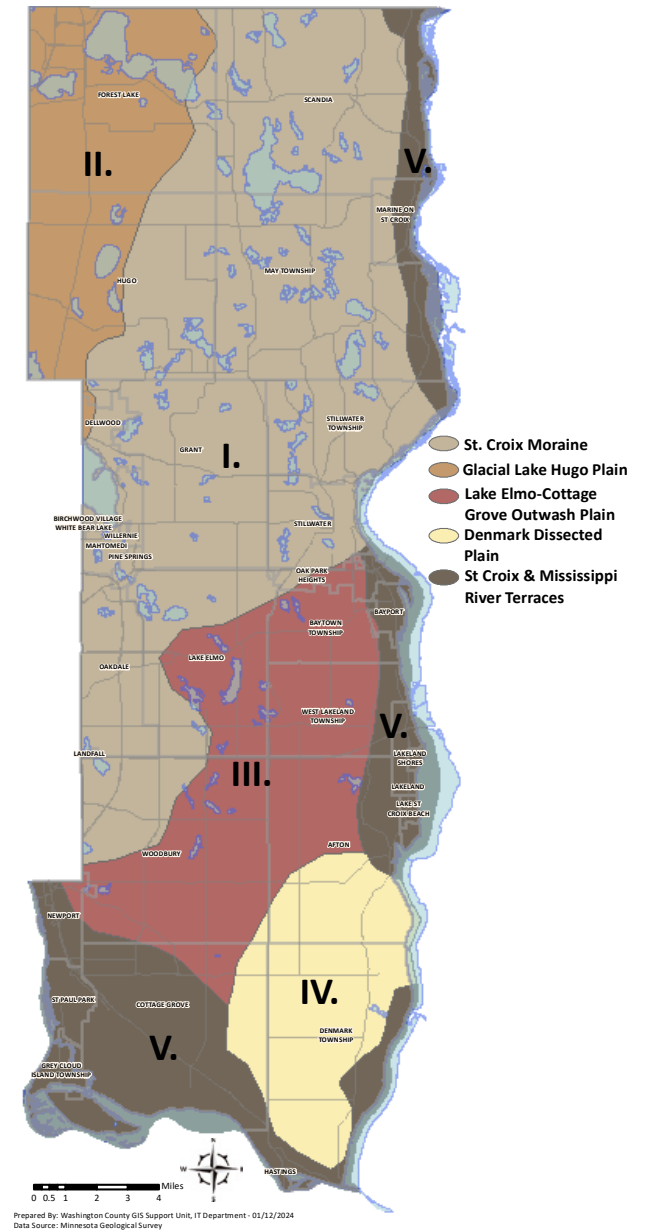 FOREST LAKE
SCANDIA
II.
V.
MARINE ON
ST CROIX
MAY TOWNSHIP
HUGO
DELLWOOD
STILLWATER
TOWNSHIP
GRANT
I.
St. Croix Moraine
Glacial Lake Hugo Plain
Lake Elmo-Cottage
Grove Outwash Plain
Denmark Dissected
Plain
St Croix & Mississippi
River Terraces
BIRCHWOOD VILLAGE
WHITE BEAR LAKE
STILLWATER
WILLERNIE
MAHTOMEDI
PINE SPRINGS
OAK PARK
HEIGHTS
BAYPORT
BAYTOWN
TOWNSHIP
LAKE ELMO
OAKDALE
WEST LAKELAND
TOWNSHIP
V.
LANDFALL
LAKELAND
SHORES
III.
LAKELAND
LAKE ST
CROIX BEACH
AFTON
WOODBURY
NEWPORT
IV.
ST PAUL PARK
COTTAGE GROVE
DENMARK
TOWNSHIP
V.
GREY CLOUD
ISLAND TOWNSHIP
N
W
E
S
HASTINGS
Miles
0 0.5 1 2 3 4
Prepared By: Washington County GIS Support Unit, IT Department - 01/12/2024
Data Source: Minnesota Geological Survey